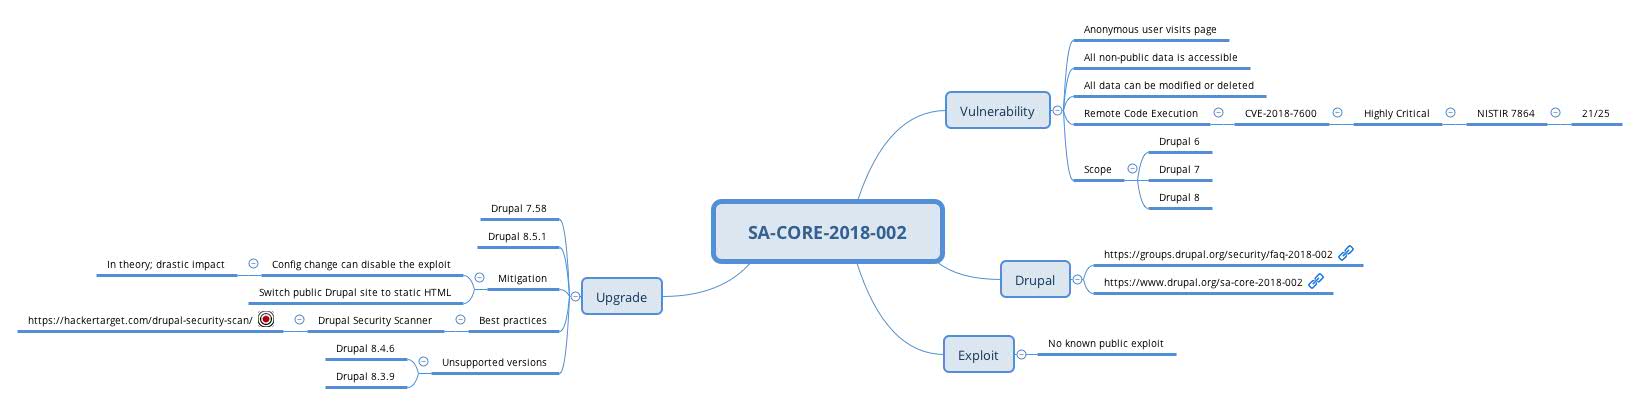 SA-CORE-2018-002
Vulnerability
Anonymous user visits page
All non-public data is accessible
All data can be modified or deleted
Remote Code Execution
CVE-2018-7600
Highly Critical
NISTIR 7864
21/25
Scope
Drupal 6
Drupal 7
Drupal 8
Drupal
https://groups.drupal.org/security/faq-2018-002
https://www.drupal.org/sa-core-2018-002
Exploit
No known public exploit
Upgrade
Drupal 7.58
Drupal 8.5.1
Mitigation
Config change can disable the exploit
In theory; drastic impact
Switch public Drupal site to static HTML
Best practices
Drupal Security Scanner
https://hackertarget.com/drupal-security-scan/
Unsupported versions
Drupal 8.4.6
Drupal 8.3.9